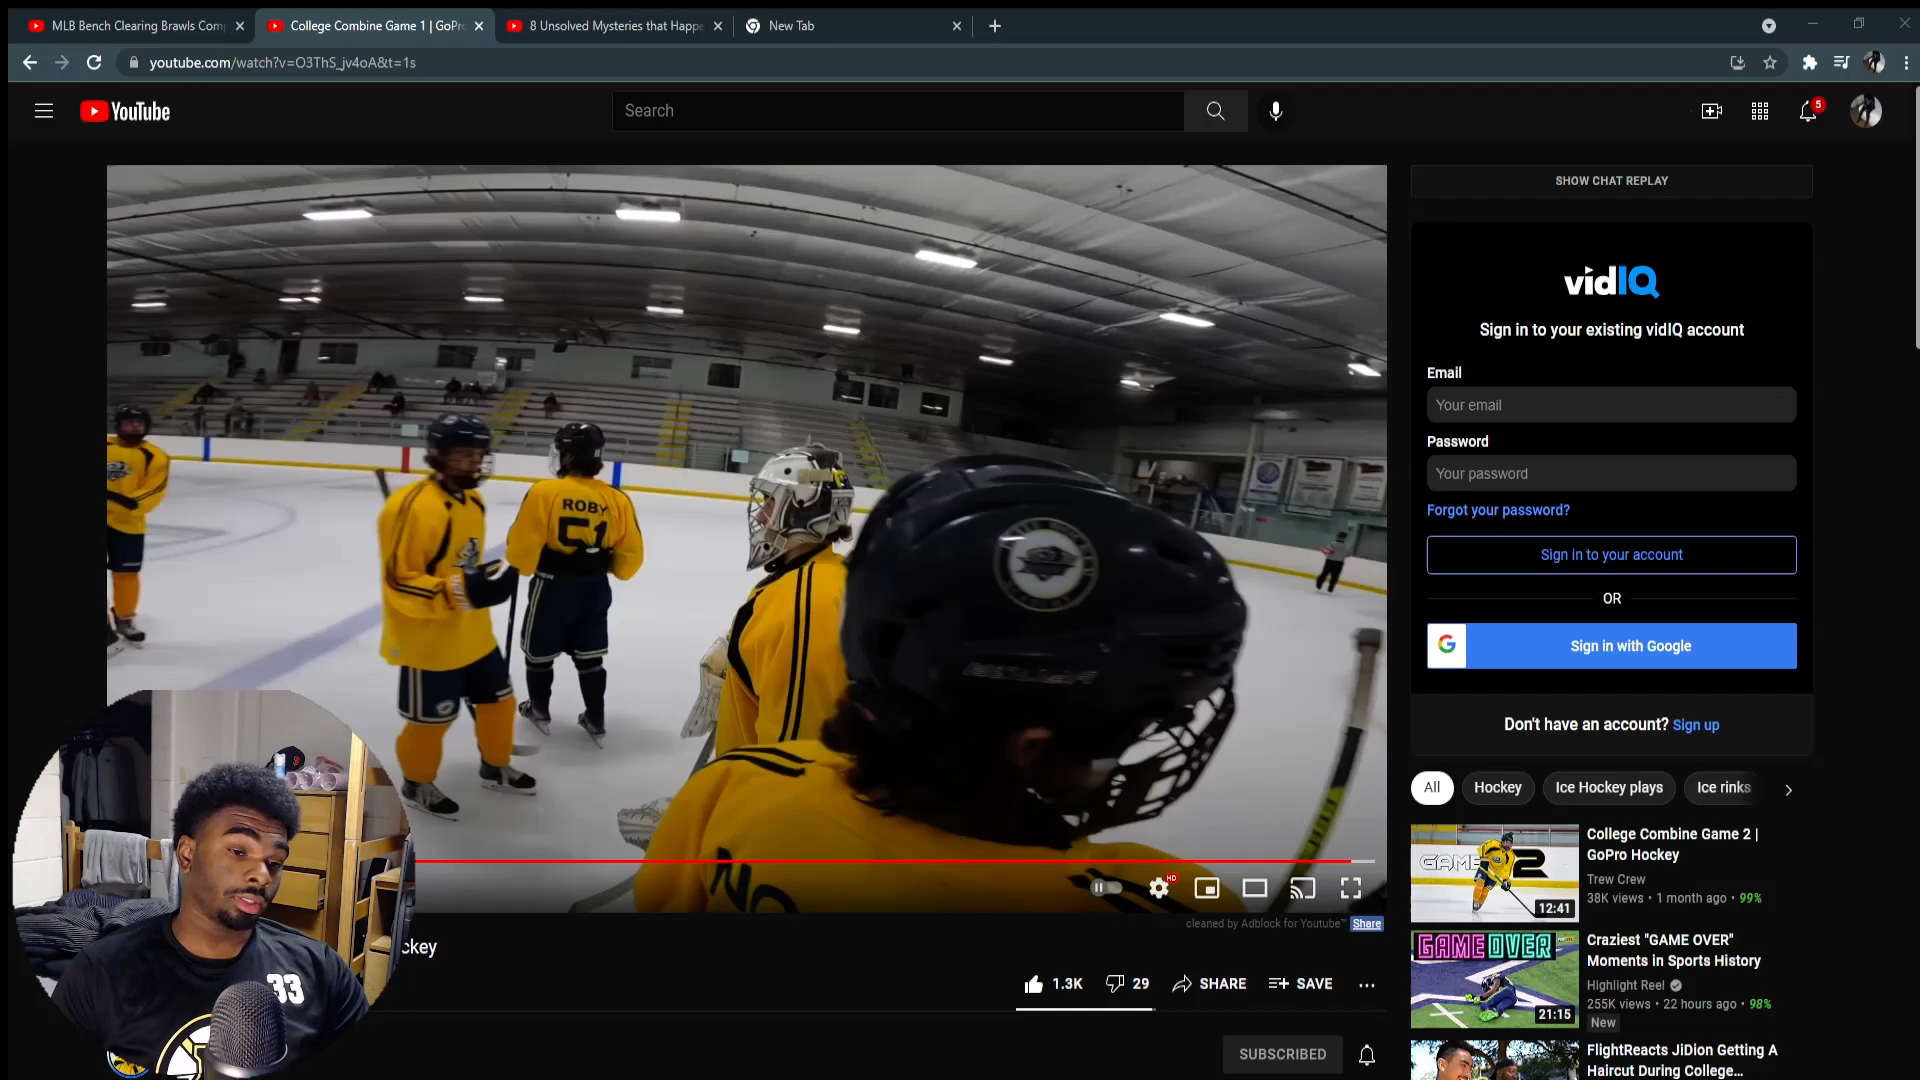 MLB Bench Clearing Brawls Com
College Combine Game 1 | GoPr
8 Unsolved Mysteries that Happe
New Tab
youtube.com/watch?v=O3ThS_jv4oA&t=1s
YouTube
Search
5
SHOW CHAT REPLAY
vidIQ
Sign in to your existing vidIQ account
Email
Your email
Password
Your password
Forgot your password?
Sign in to your account
OR
Sign in with Google
Don't have an account? Sign up
All
Hockey
Ice Hockey plays
Ice rinks
ROBY
51
NO
HD
cleaned by Adblock for Youtube™
Share
ckey
1.3K
29
SHARE
SAVE
SUBSCRIBED
33
GAME 2
12:41
College Combine Game 2 |
GoPro Hockey
Trew Crew
38K views • 1 month ago • 99%
GAME OVER
21:15
Craziest "GAME OVER"
Moments in Sports History
Highlight Reel
255K views • 22 hours ago • 98%
New
FlightReacts JiDion Getting A
Haircut During College...